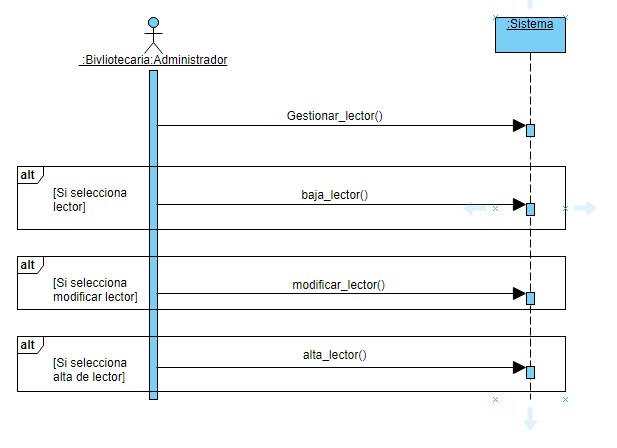 :Sistema
:Bivliotecaria:Administrador
Gestionar_lector()
alt
[Si selecciona
lector]
baja_lector()
alt
[Si selecciona
modificar lector]
modificar_lector()
alt
[Si selecciona
alta de lector]
alta_lector()